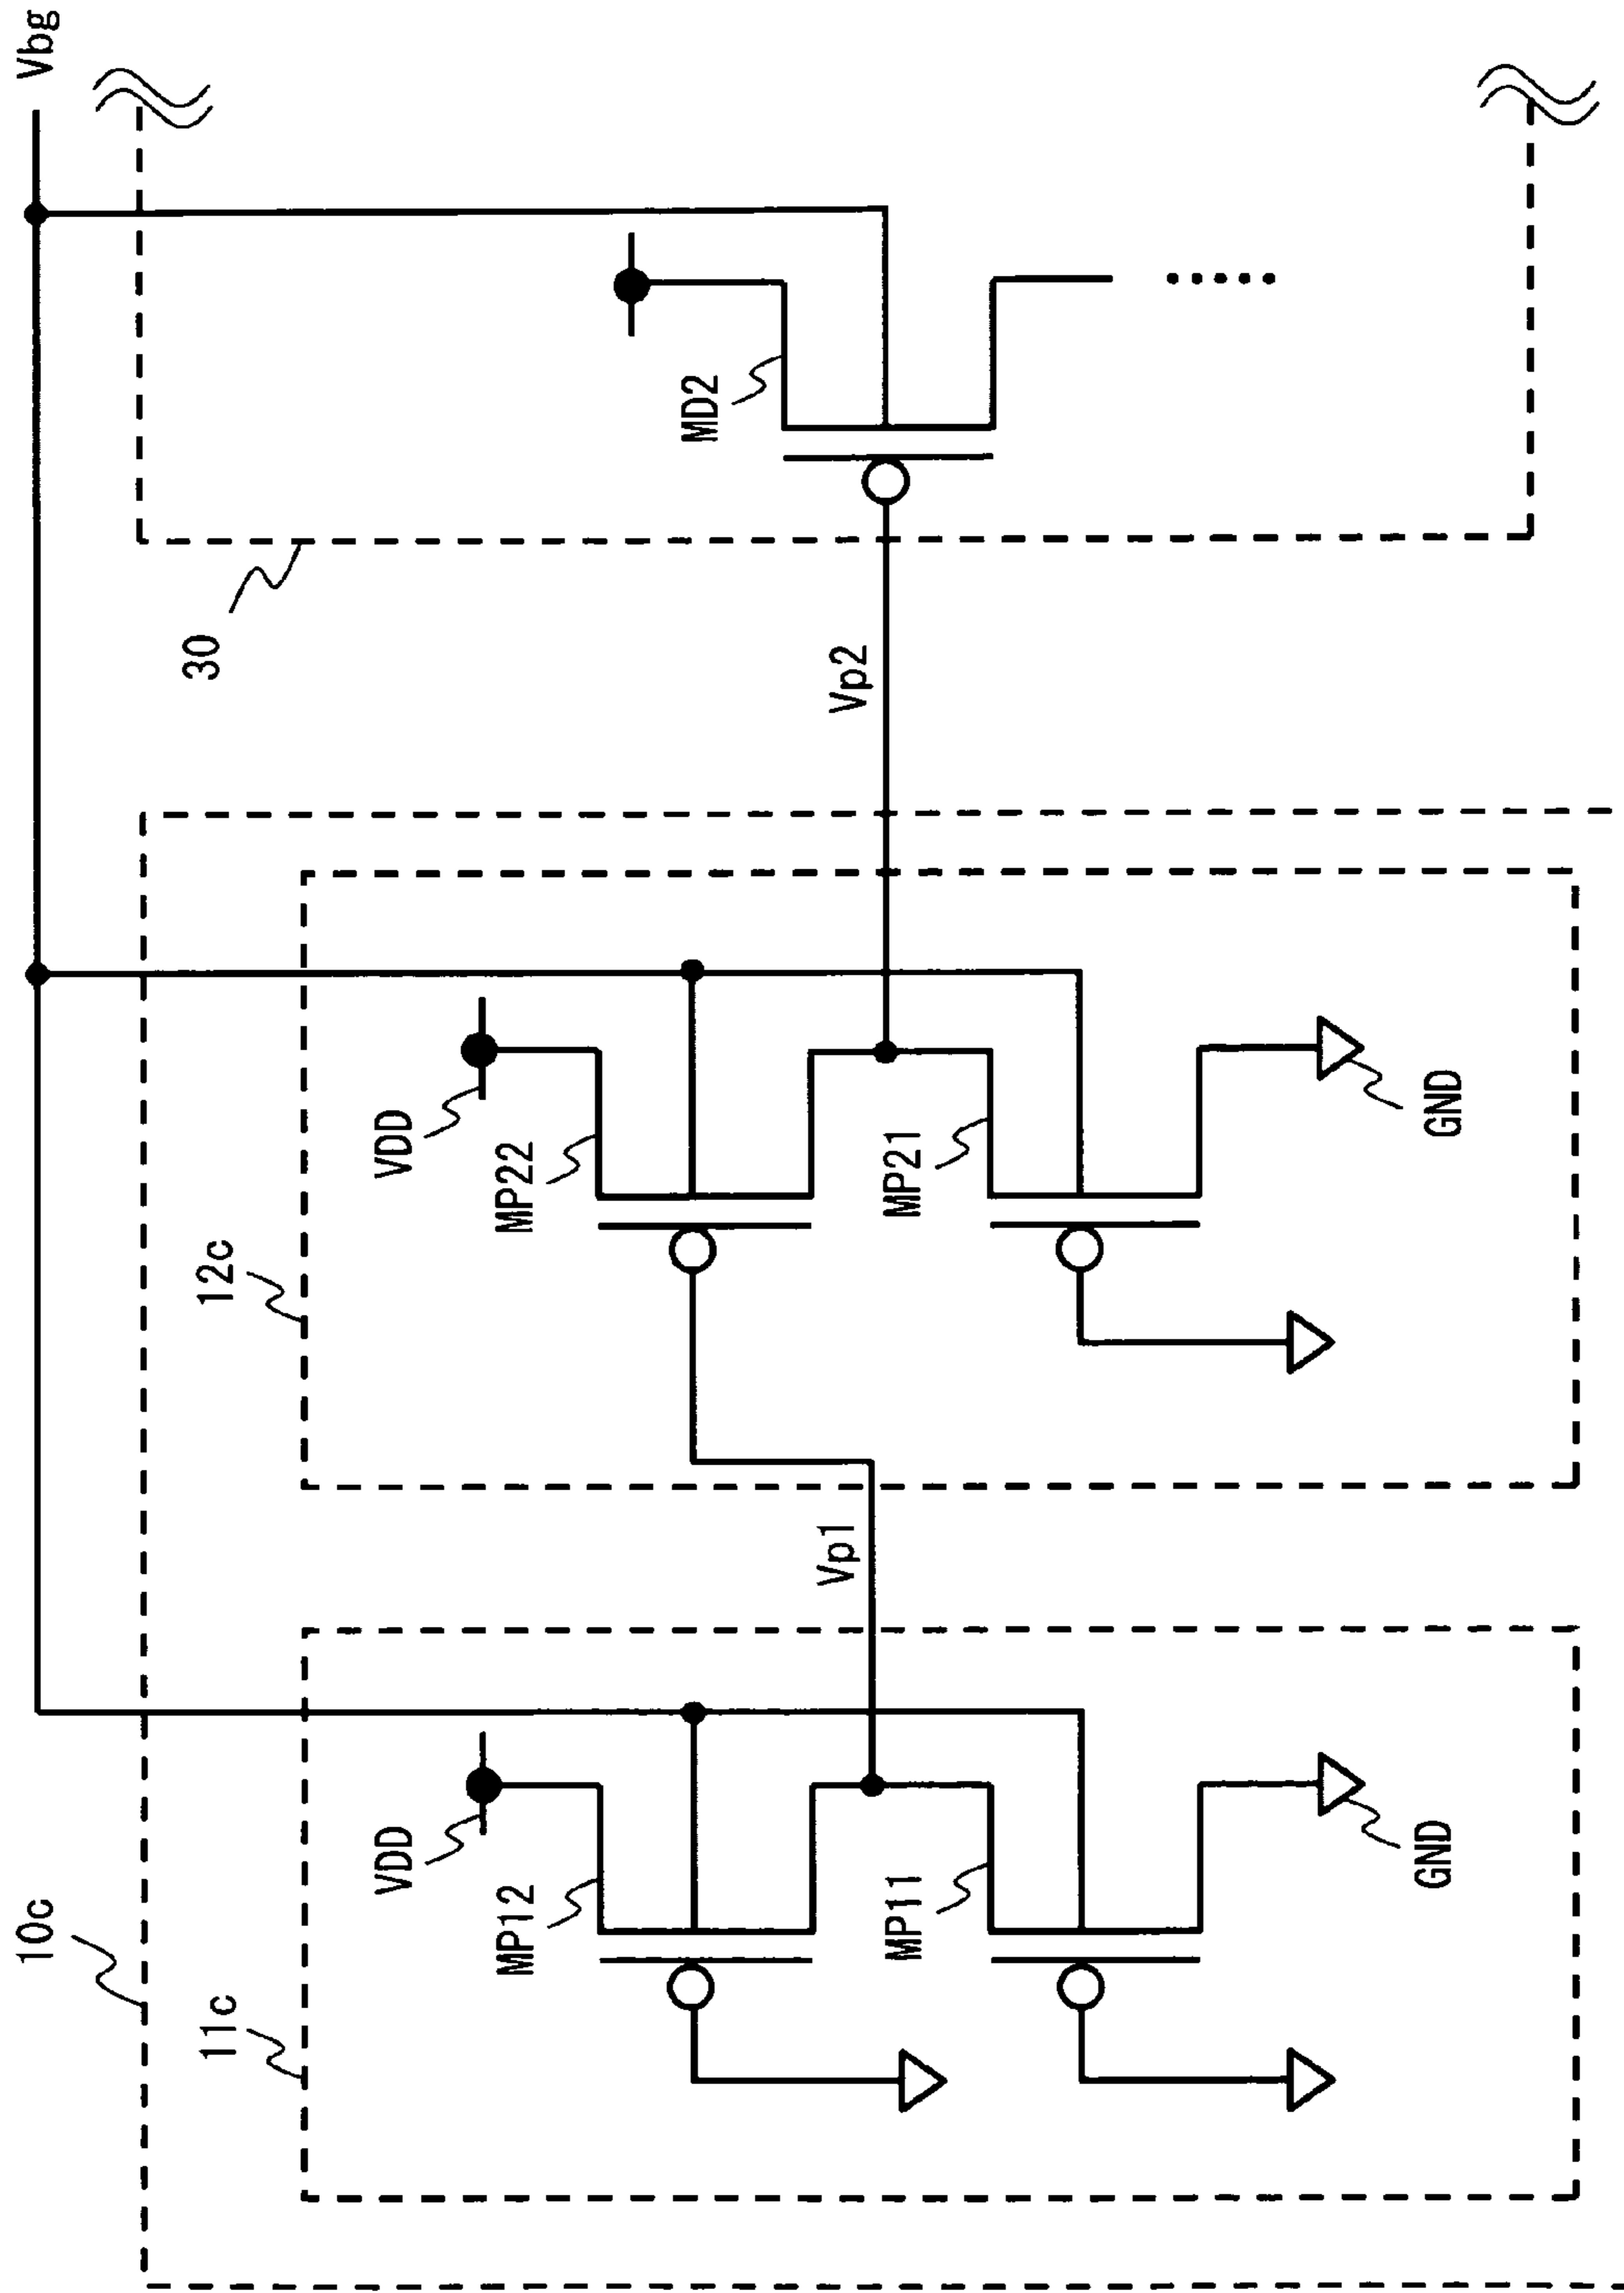 Vbg
10c
11c
VDD
MP12
MP11
GND
Vp1
12c
VDD
MP22
MP21
GND
Vp2
30
MD2